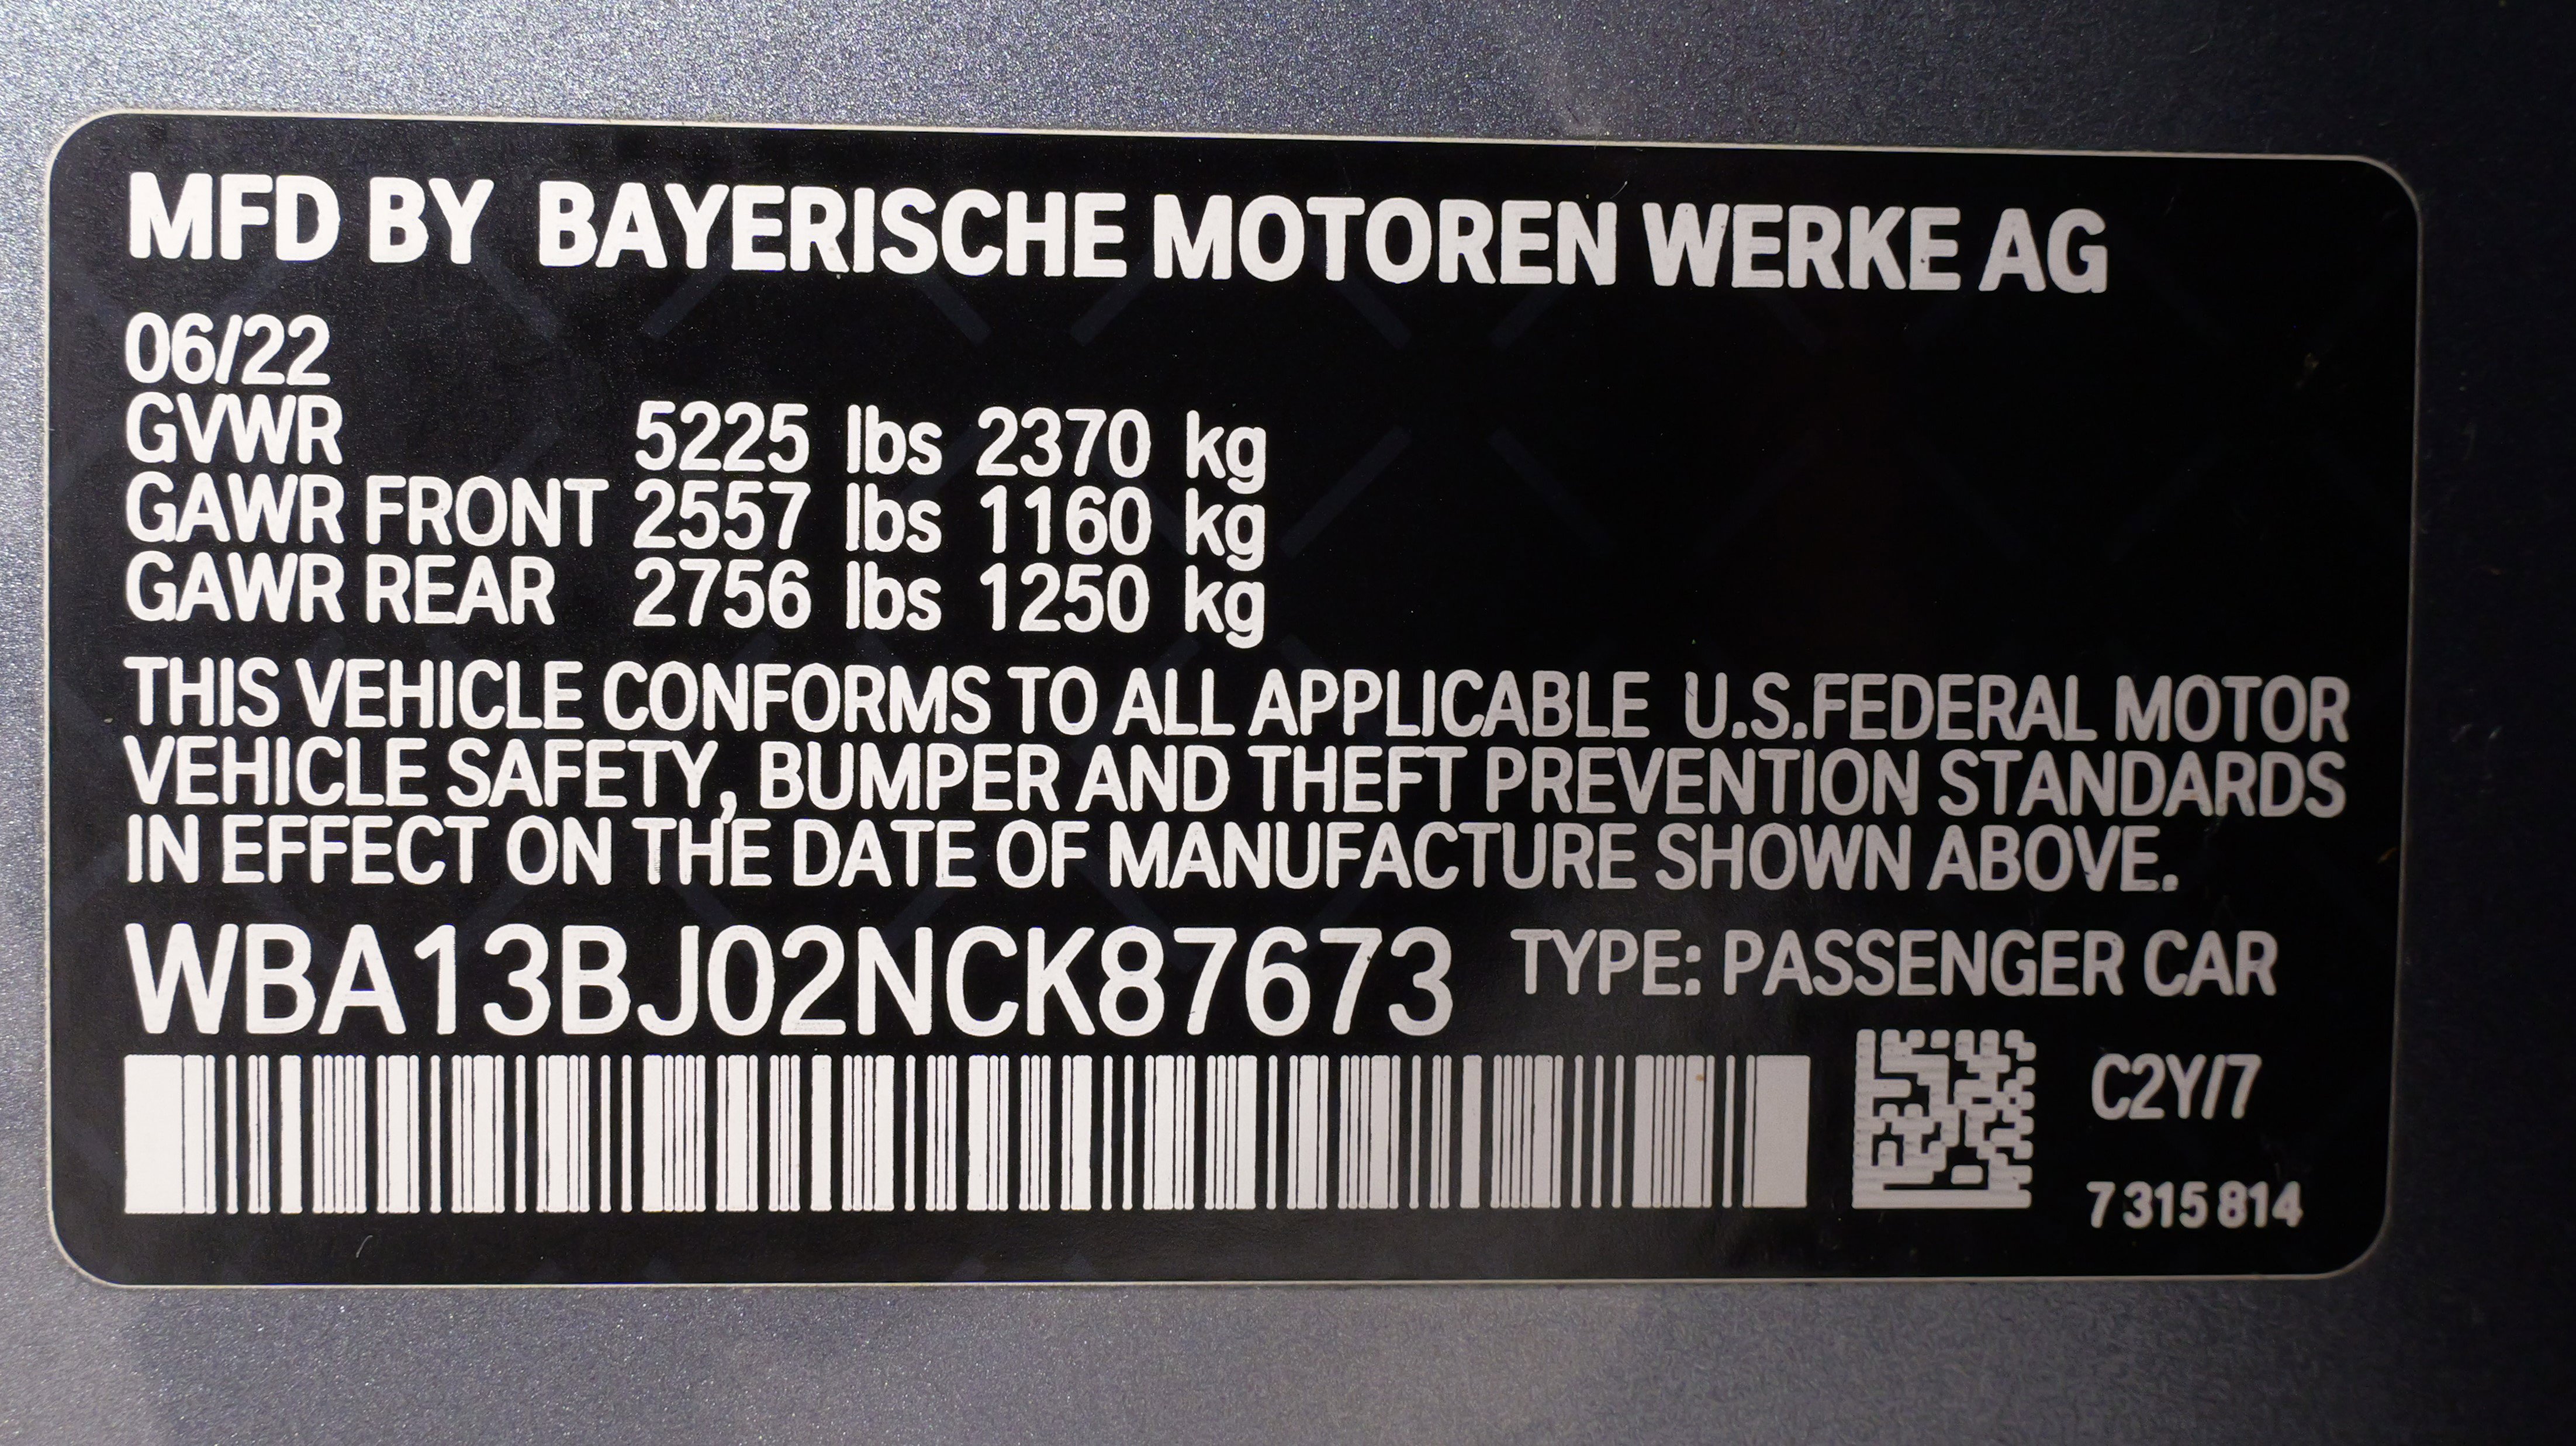 MFD BY BAYERISCHE MOTOREN WERKE AG
06/22
GVWR 5225 lbs 2370 kg
GAWR FRONT 2557 lbs 1160 kg
GAWR REAR 2756 lbs 1250 kg
THIS VEHICLE CONFORMS TO ALL APPLICABLE U.S.FEDERAL MOTOR
VEHICLE SAFETY, BUMPER AND THEFT PREVENTION STANDARDS
IN EFFECT ON THE DATE OF MANUFACTURE SHOWN ABOVE.
WBA13BJ02NCK87673 TYPE: PASSENGER CAR
C2Y/7
7 315 814